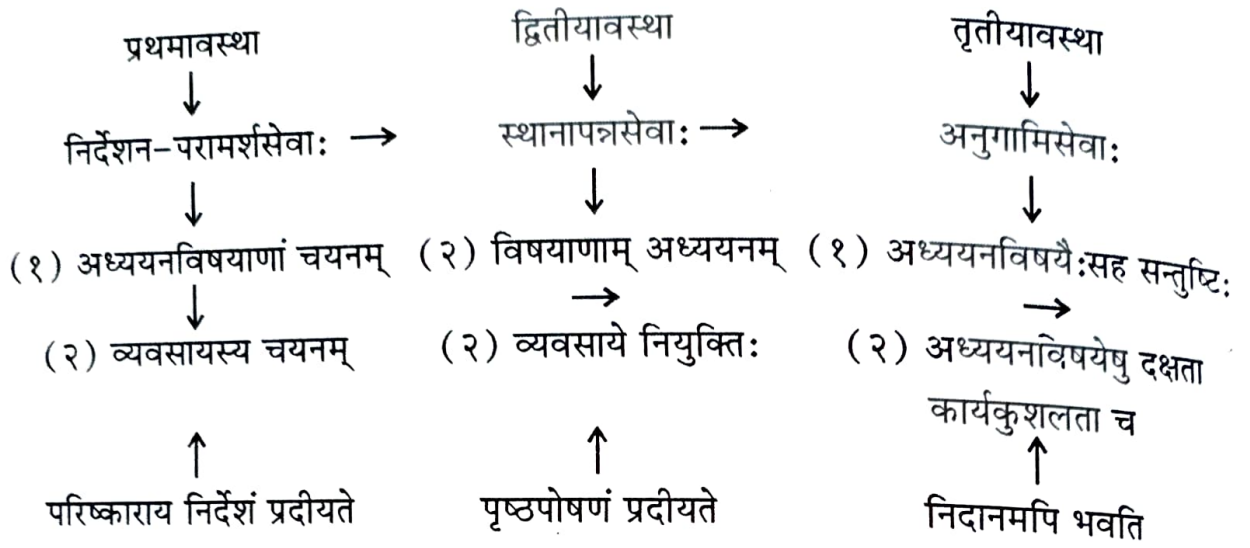 प्रथमावस्था द्वितीयावस्था तृतीयावस्था
निर्देशन-परामर्शसेवाः → स्थानापन्नसेवाः → अनुगामिसेवाः
(१) अध्ययनविषयाणां चयनम् (२) विषयाणाम् अध्ययनम् (१) अध्ययनविषयैःसह सन्तुष्टिः
(२) व्यवसायस्य चयनम् (२) व्यवसाये नियुक्तिः (२) अध्ययनविषयेषु दक्षता
कार्यकुशलता च
परिष्काराय निर्देशं प्रदीयते पृष्ठपोषणं प्रदीयते निदानमपि भवति